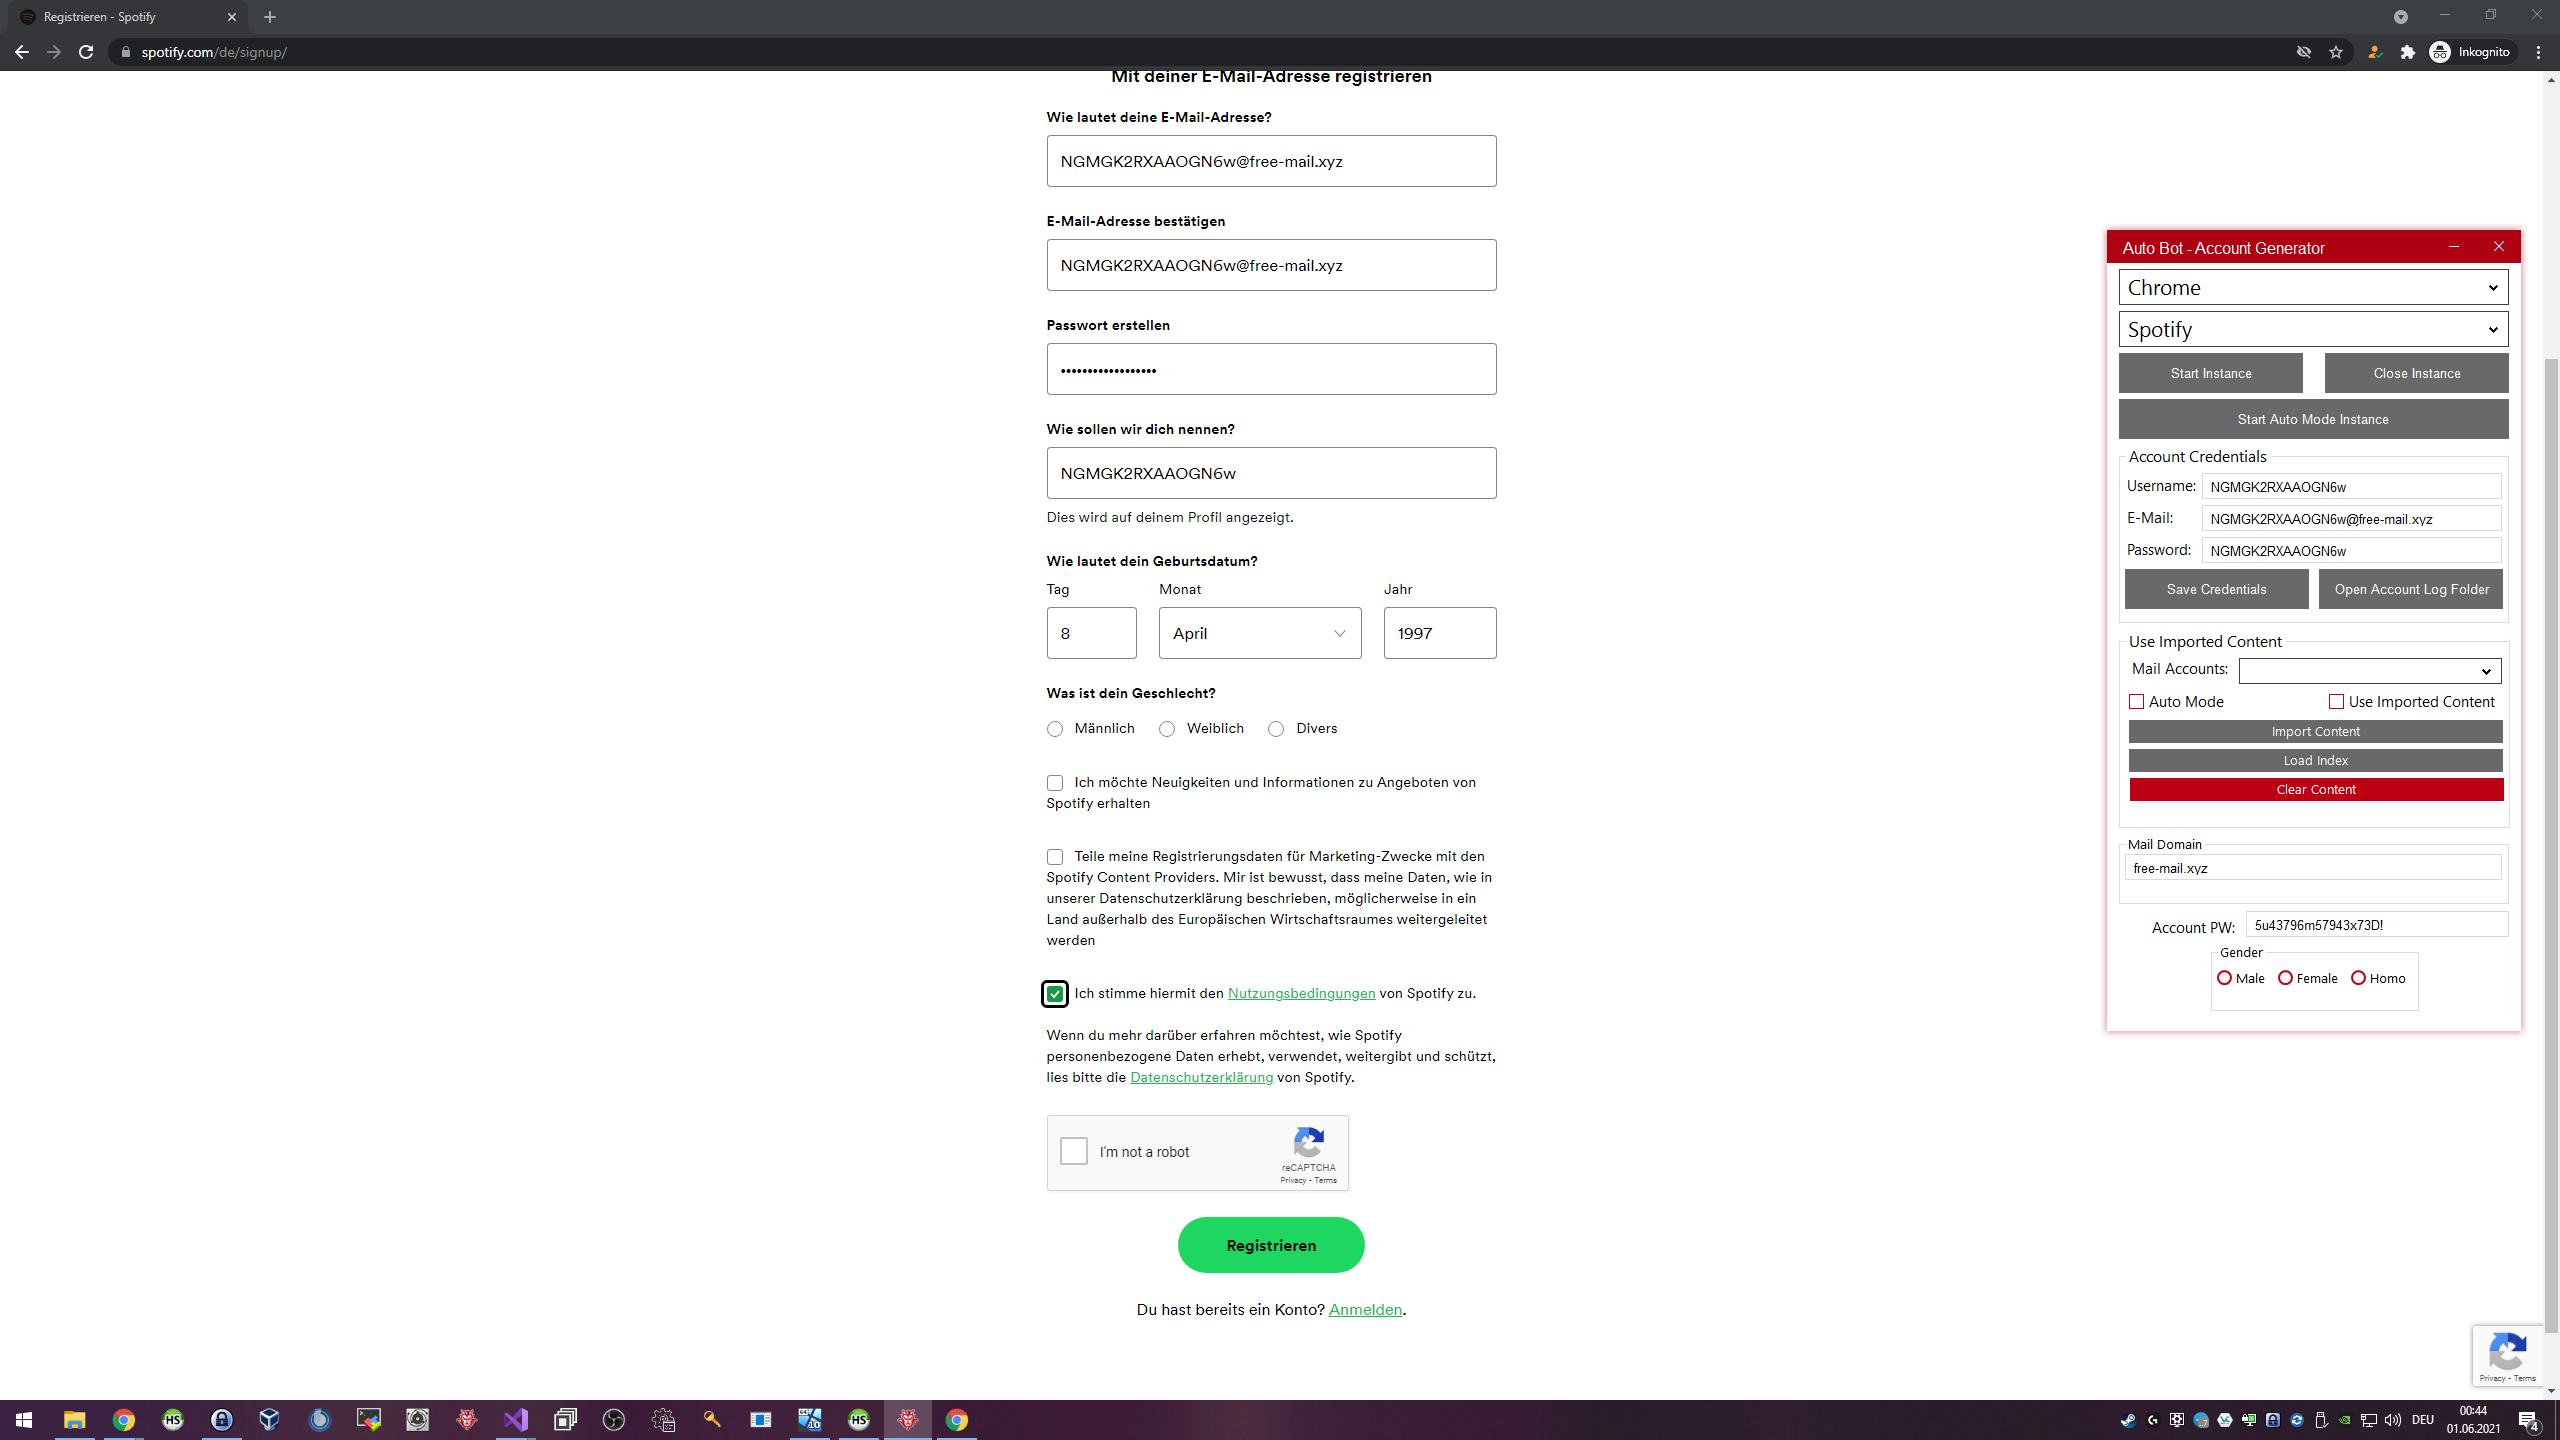 Registrieren - Spotify
spotify.com/de/signup/
Inkognito
Mit deiner E-Mail-Adresse registrieren
Wie lautet deine E-Mail-Adresse?
NGMGK2RXAAOGN6w@free-mail.xyz
E-Mail-Adresse bestätigen
NGMGK2RXAAOGN6w@free-mail.xyz
Passwort erstellen
••••••••••••••••••
Wie sollen wir dich nennen?
NGMGK2RXAAOGN6w
Dies wird auf deinem Profil angezeigt.
Wie lautet dein Geburtsdatum?
Tag Monat Jahr
8 April 1997
Was ist dein Geschlecht?
Männlich Weiblich Divers
Ich möchte Neuigkeiten und Informationen zu Angeboten von
Spotify erhalten
Teile meine Registrierungsdaten für Marketing-Zwecke mit den
Spotify Content Providers. Mir ist bewusst, dass meine Daten, wie in
unserer Datenschutzerklärung beschrieben, möglicherweise in ein
Land außerhalb des Europäischen Wirtschaftsraumes weitergeleitet
werden
Ich stimme hiermit den Nutzungsbedingungen von Spotify zu.
Wenn du mehr darüber erfahren möchtest, wie Spotify
personenbezogene Daten erhebt, verwendet, weitergibt und schützt,
lies bitte die Datenschutzerklärung von Spotify.
I'm not a robot
reCAPTCHA
Privacy - Terms
Registrieren
Du hast bereits ein Konto? Anmelden.
Auto Bot - Account Generator
Chrome
Spotify
Start Instance Close Instance
Start Auto Mode Instance
Account Credentials
Username: NGMGK2RXAAOGN6w
E-Mail: NGMGK2RXAAOGN6w@free-mail.xyz
Password: NGMGK2RXAAOGN6w
Save Credentials Open Account Log Folder
Use Imported Content
Mail Accounts:
Auto Mode Use Imported Content
Import Content
Load Index
Clear Content
Mail Domain
free-mail.xyz
Account PW: 5u43796m57943x73D!
Gender
Male Female Homo
Privacy - Terms
HS
HS
DEU
00:44
01.06.2021
4